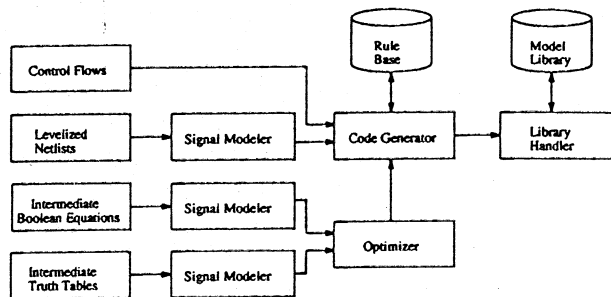 Rule
Base
Model
Library
Control Flows
Levelized
Netlists
Signal Modeler
Code Generator
Library
Handler
Intermediate
Boolean Equations
Signal Modeler
Optimizer
Intermediate
Truth Tables
Signal Modeler